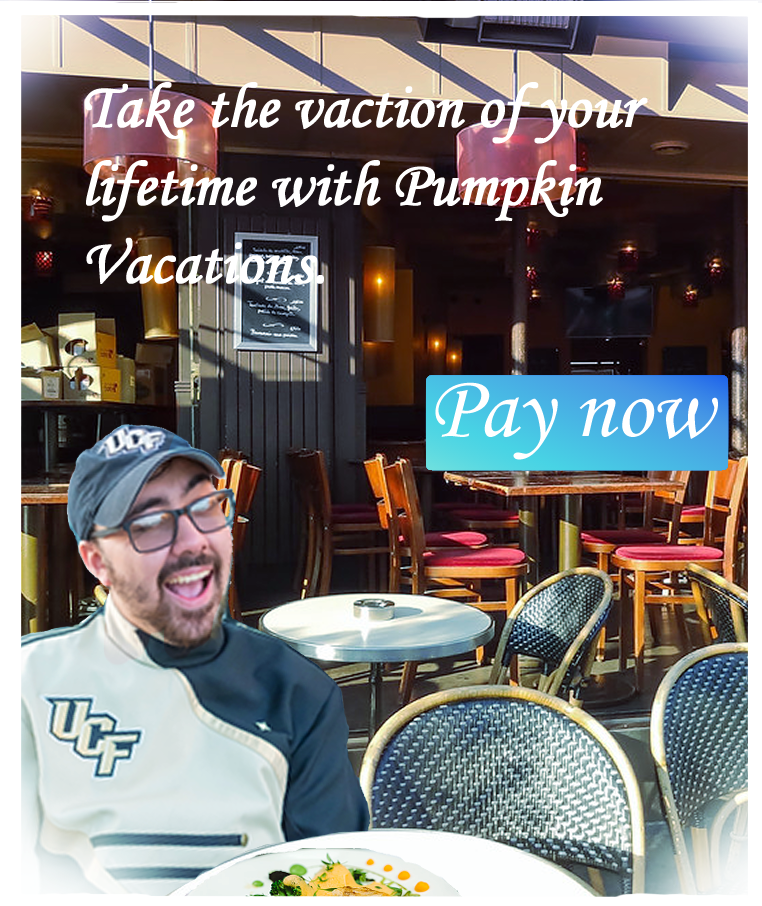 Take the vaction of your
lifetime with Pumpkin
Vacations.
Pay now
UCF
UCF